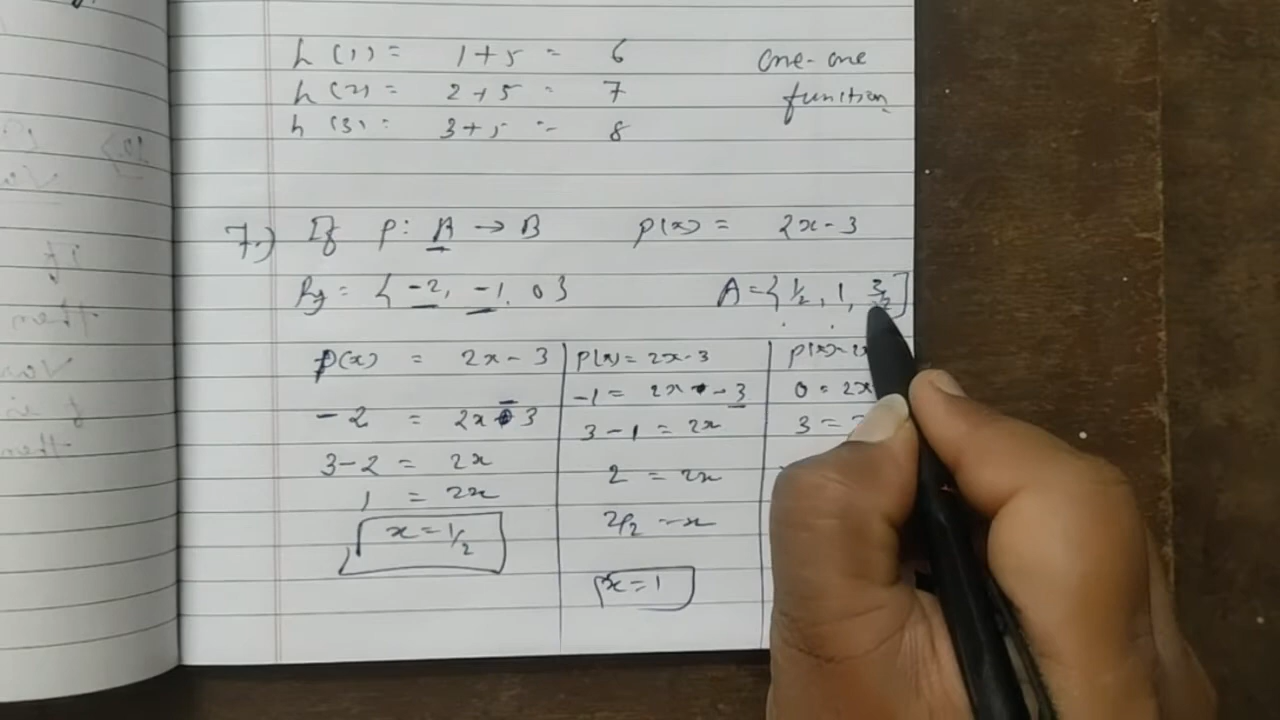 h(1) = 1+5 = 6 one-one
h(2) = 2+5 = 7 function
h(3) = 3+5 = 8
7.) If p: A → B p(x) = 2x-3
Rg = { -2, -1, 0 } A = { 1/2, 1, 3/2 }
p(x) = 2x-3 p(x) = 2x-3 p(x) = 2x
-2 = 2x-3 -1 = 2x-3 0 = 2x
3-2 = 2x 3-1 = 2x 3 =
1 = 2x 2 = 2x
x = 1/2 2/2 = x
x = 1